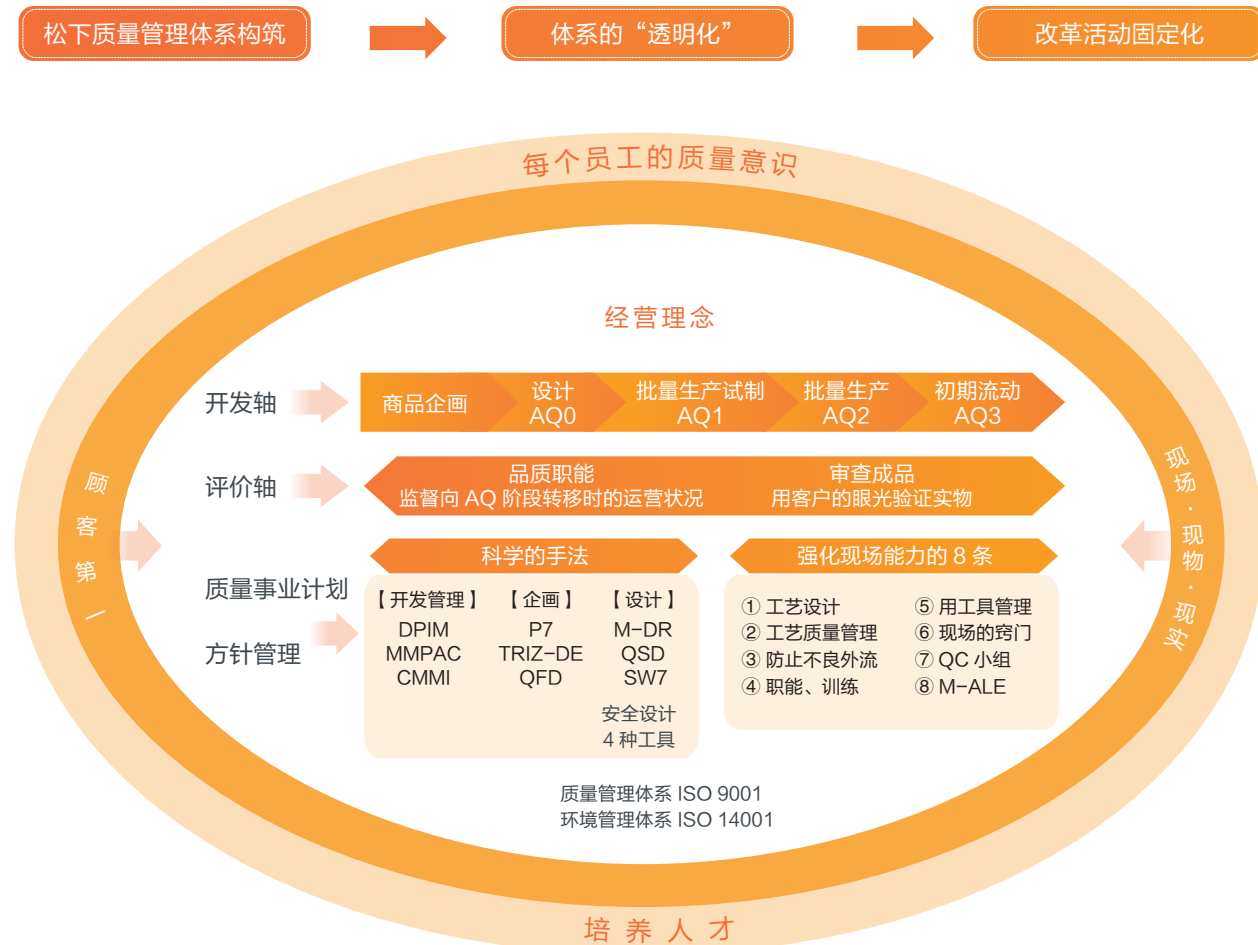 松下质量管理体系构筑
体系的“透明化”
改革活动固定化
每个员工的质量意识
顾客第一
现场·现物·现实
经营理念
开发轴
商品企画
设计
AQ0
批量生产试制
AQ1
批量生产
AQ2
初期流动
AQ3
评价轴
品质职能
监督向 AQ 阶段转移时的运营状况
审查成品
用客户的眼光验证实物
质量事业计划
方针管理
科学的手法
【 开发管理 】
DPIM
MMPAC
CMMI
【 企画 】
P7
TRIZ-DE
QFD
【 设计 】
M-DR
QSD
SW7
安全设计
4 种工具
强化现场能力的 8 条
① 工艺设计
② 工艺质量管理
③ 防止不良外流
④ 职能、训练
⑤ 用工具管理
⑥ 现场的窍门
⑦ QC 小组
⑧ M-ALE
质量管理体系 ISO 9001
环境管理体系 ISO 14001
培养人才